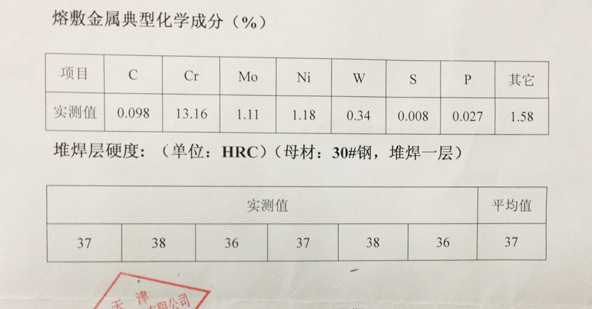 熔敷金属典型化学成分（%）
项目 C Cr Mo Ni W S P 其它
实测值 0.098 13.16 1.11 1.18 0.34 0.008 0.027 1.58
堆焊层硬度：（单位：HRC）（母材：30#钢，堆焊一层）
实测值 平均值
37 38 36 37 38 36 37
天津
有限公司